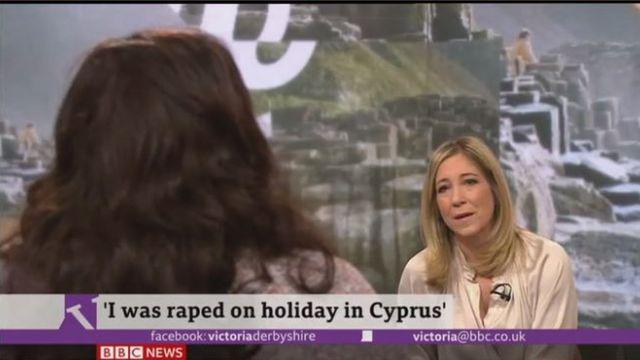 'I was raped on holiday in Cyprus'
facebook:victoriaderbyshire victoria@bbc.co.uk
BBC NEWS